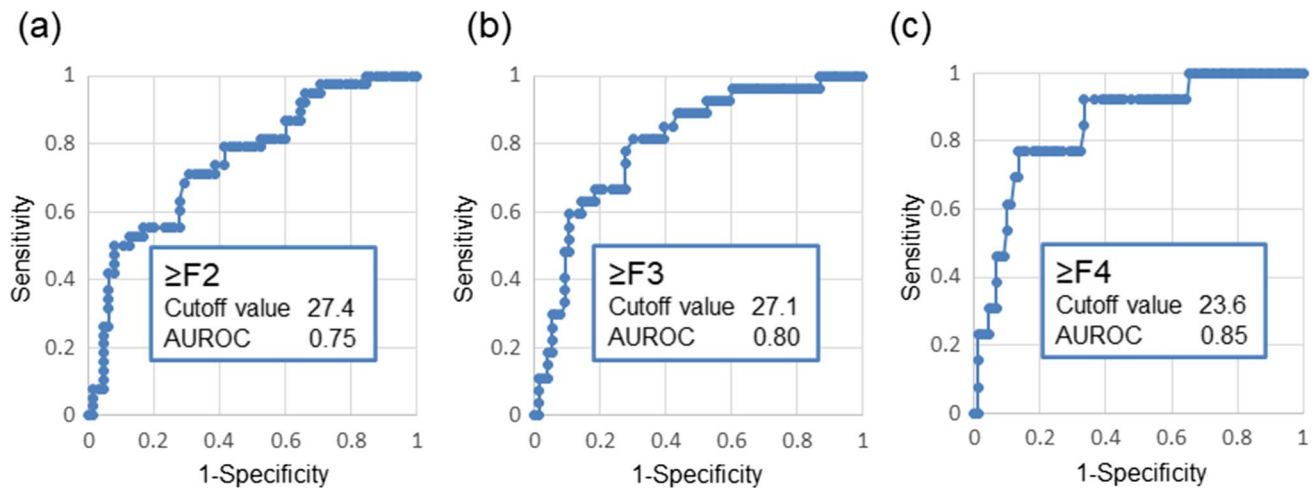 (a)
Sensitivity
1
0.8
0.6
0.4
0.2
0
0 0.2 0.4 0.6 0.8 1
1-Specificity
≥F2
Cutoff value 27.4
AUROC 0.75
(b)
Sensitivity
1
0.8
0.6
0.4
0.2
0
0 0.2 0.4 0.6 0.8 1
1-Specificity
≥F3
Cutoff value 27.1
AUROC 0.80
(c)
Sensitivity
1
0.8
0.6
0.4
0.2
0
0 0.2 0.4 0.6 0.8 1
1-Specificity
≥F4
Cutoff value 23.6
AUROC 0.85